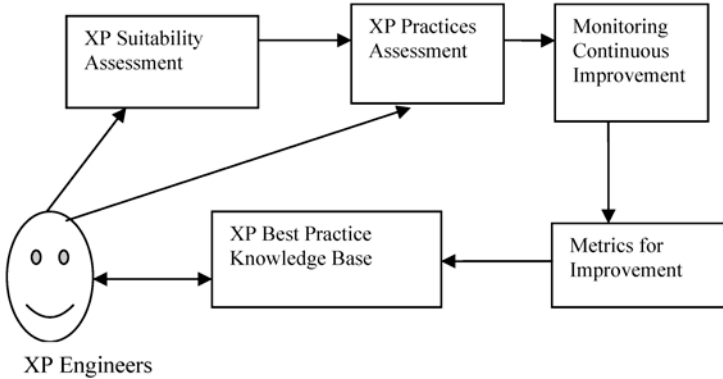 XP Suitability
Assessment
XP Practices
Assessment
Monitoring
Continuous
Improvement
XP Best Practice
Knowledge Base
Metrics for
Improvement
XP Engineers